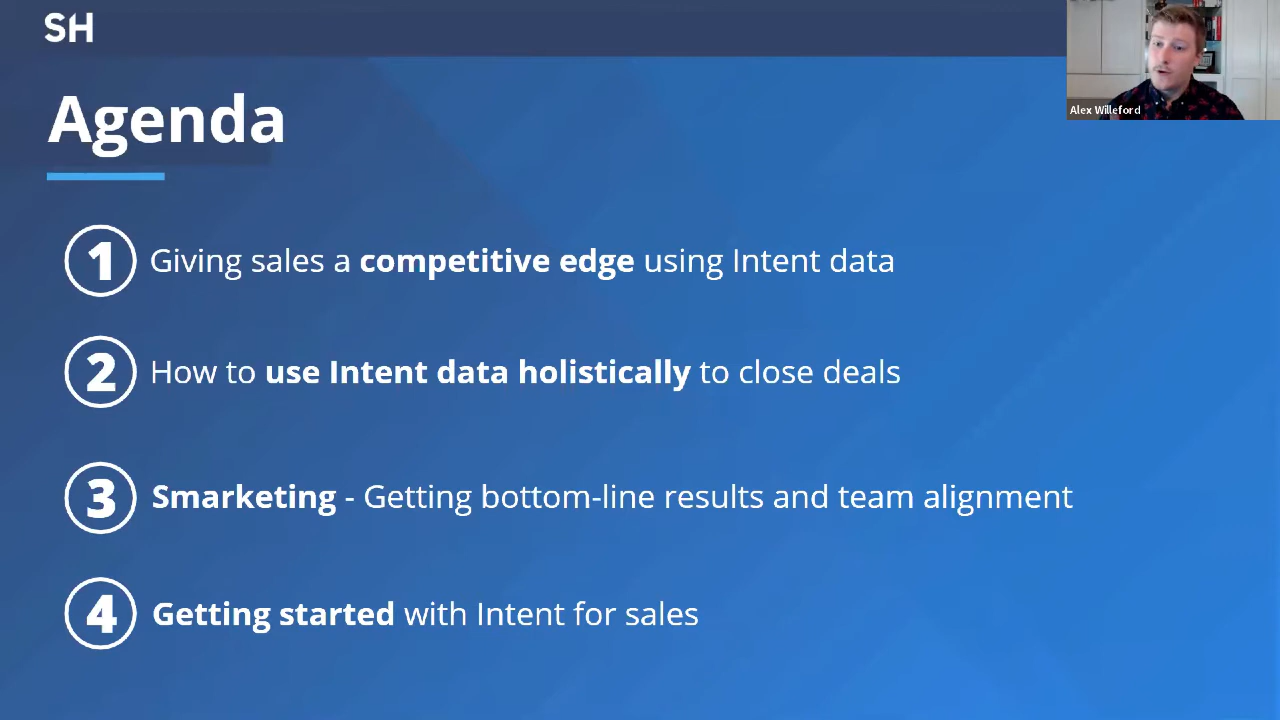 SH
Alex Willeford
Agenda
1 Giving sales a competitive edge using Intent data
2 How to use Intent data holistically to close deals
3 Smarketing - Getting bottom-line results and team alignment
4 Getting started with Intent for sales